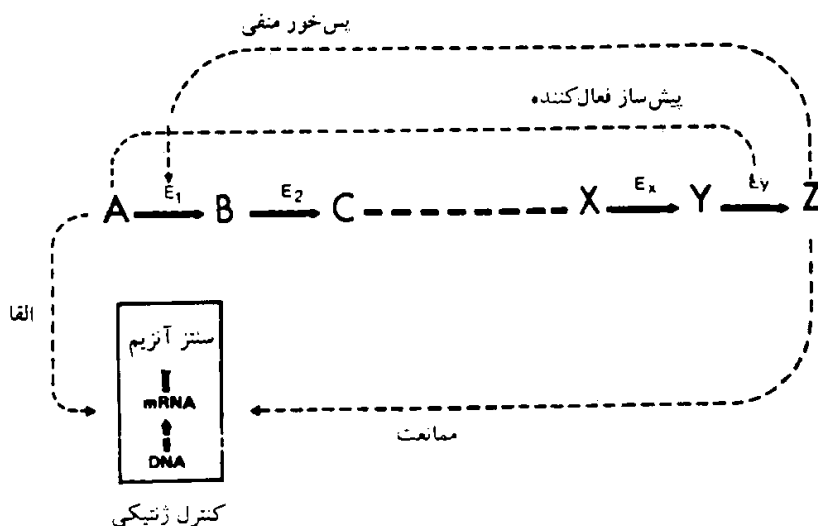 پس‌خور منفی
پیش‌ساز فعال‌کننده
A E₁ B E₂ C X Eₓ Y Ey Z
القا
سنتز آنزیم
mRNA
DNA
ممانعت
کنترل ژنتیکی